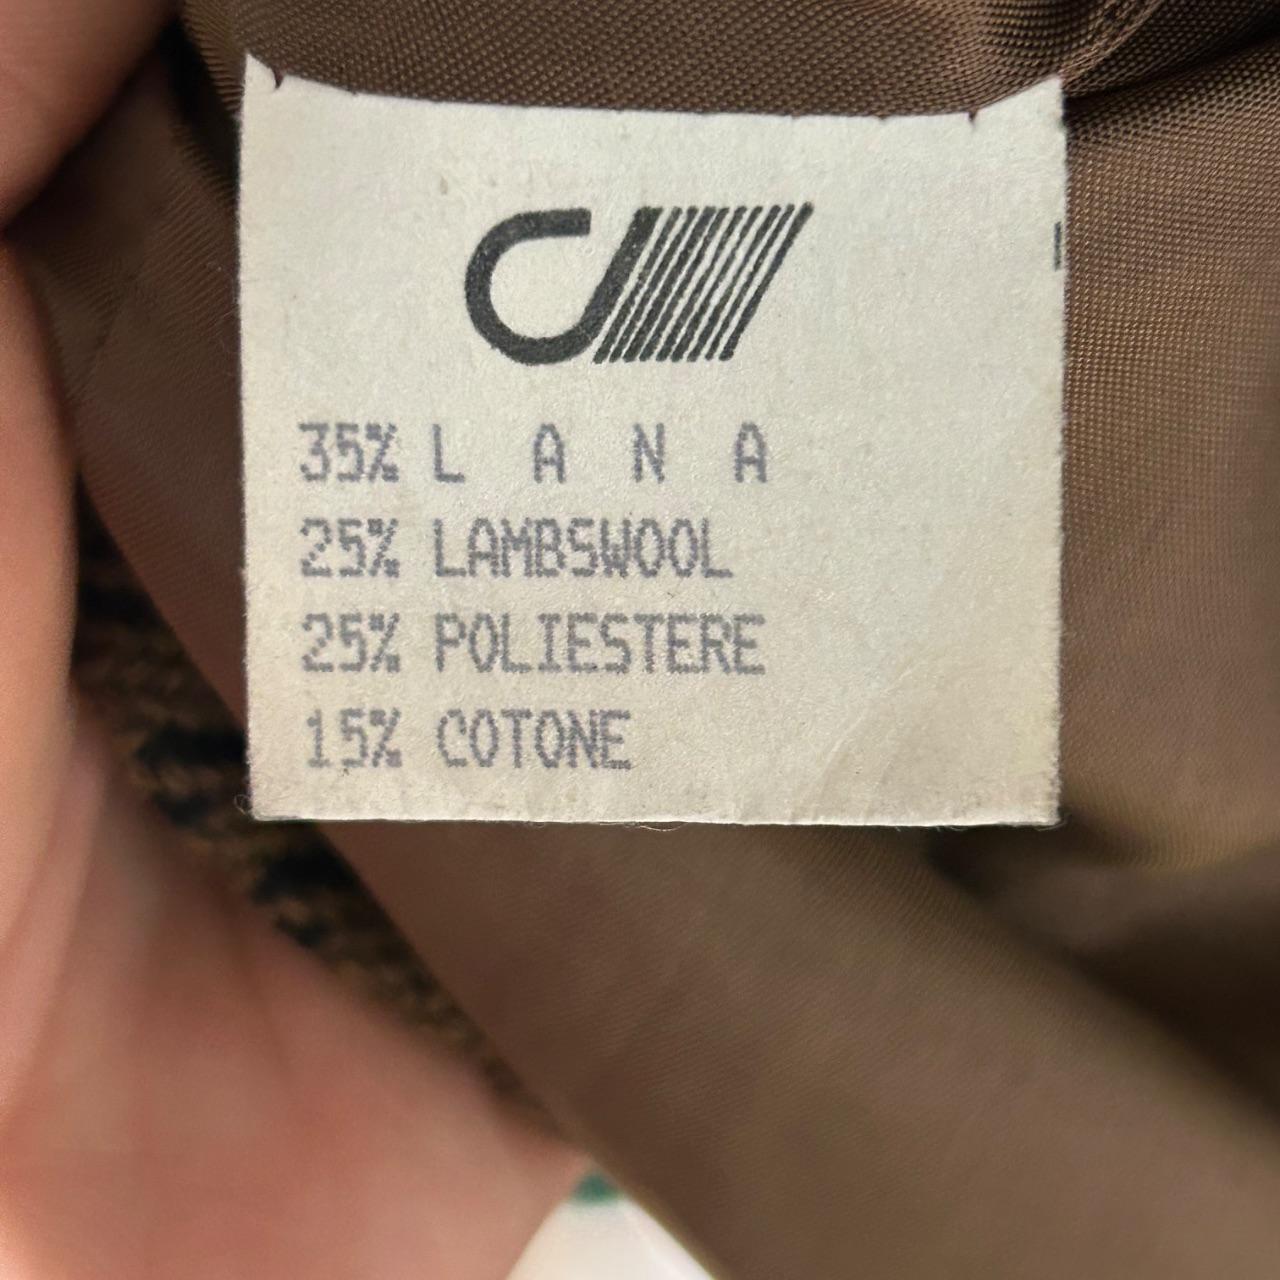 35% L A N A
25% LAMBSWOOL
25% POLIESTERE
15% COTONE